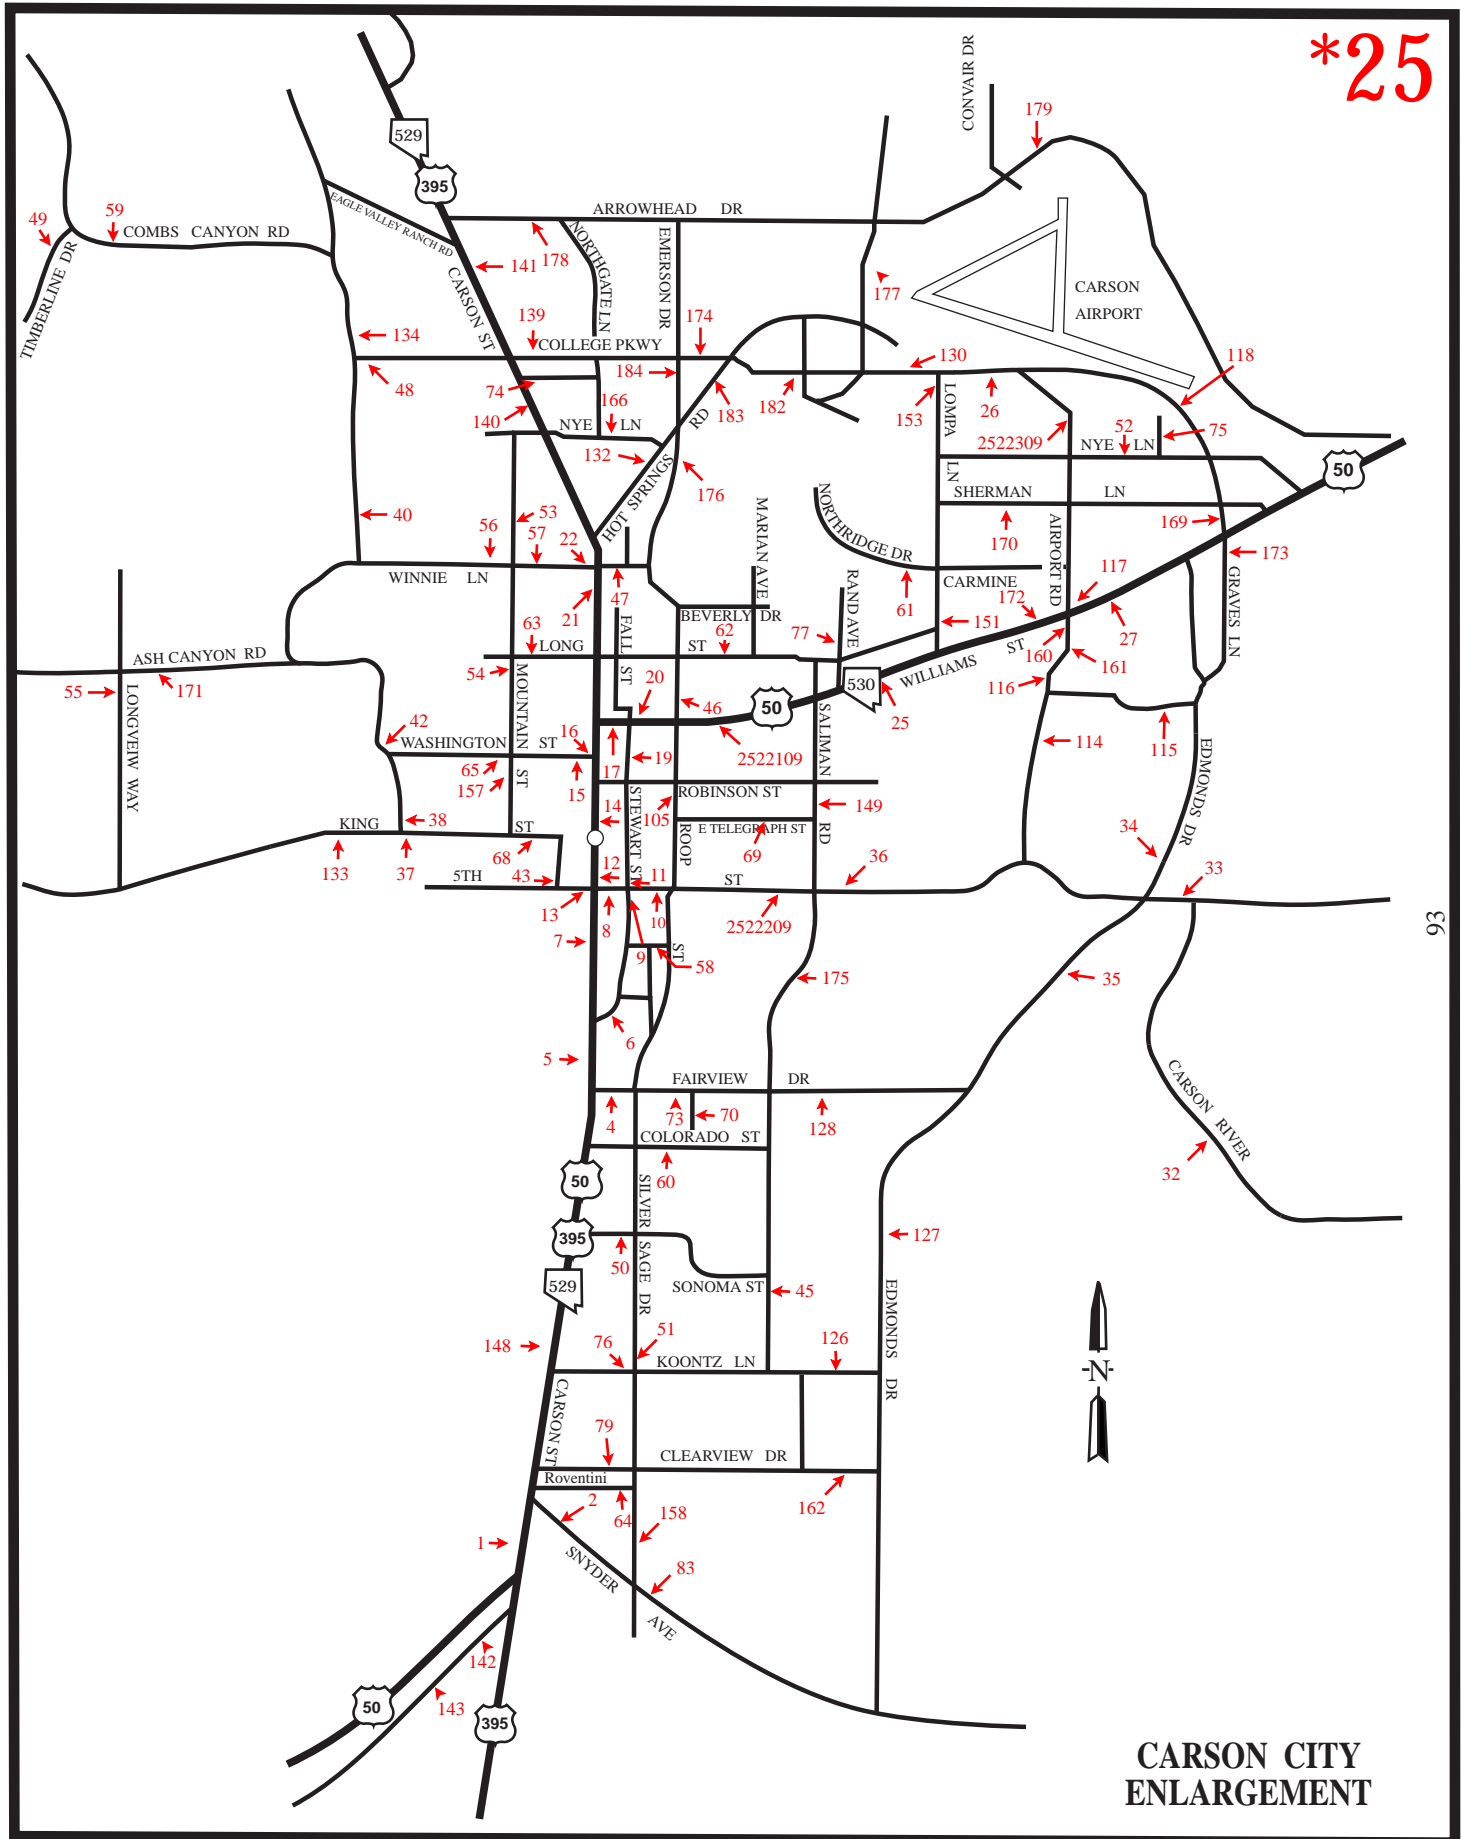 *25
CONVAIR DR
179
529
395
EAGLE VALLEY RANCH RD
ARROWHEAD DR
49
59
COMBS CANYON RD
TIMBERLINE DR
178
141
NORTHGATE LN
EMERSON DR
CARSON ST
177
CARSON
AIRPORT
134
139
174
COLLEGE PKWY
130
118
48
74
184
166
140
183
182
153
LOMPA
LN
26
NYE LN
RD
2522309
52
75
NYE LN
132
HOT SPRINGS
176
50
SHERMAN LN
40
56
53
57
22
MARIAN AVE
NORTHRIDGE DR
170
169
AIRPORT RD
173
WINNIE LN
47
21
RAND AVE
61
CARMINE
117
172
GRAVES LN
FALL ST
BEVERLY DR
62
63
LONG ST
77
151
27
160
161
ST
WILLIAMS
ASH CANYON RD
171
55
54
MOUNTAIN
ST
20
530
116
LONGVEIW WAY
46
50
25
SALIMAN
RD
42
16
WASHINGTON ST
19
2522109
114
115
EDMONDS DR
65
157
15
17
ROBINSON ST
STEWART ST
14
105
149
KING ST
38
E TELEGRAPH ST
ROOP
ST
69
34
133
37
68
12
11
36
33
5TH ST
43
13
8
10
2522209
93
7
9
58
175
35
6
5
FAIRVIEW DR
CARSON RIVER
4
73
70
128
COLORADO ST
60
32
50
SILVER SAGE DR
395
127
50
529
SONOMA ST
45
EDMONDS DR
148
76
51
126
KOONTZ LN
-N-
CARSON ST
79
CLEARVIEW DR
Roventini
2
64
158
162
1
SNYDER AVE
83
142
143
50
395
CARSON CITY
ENLARGEMENT